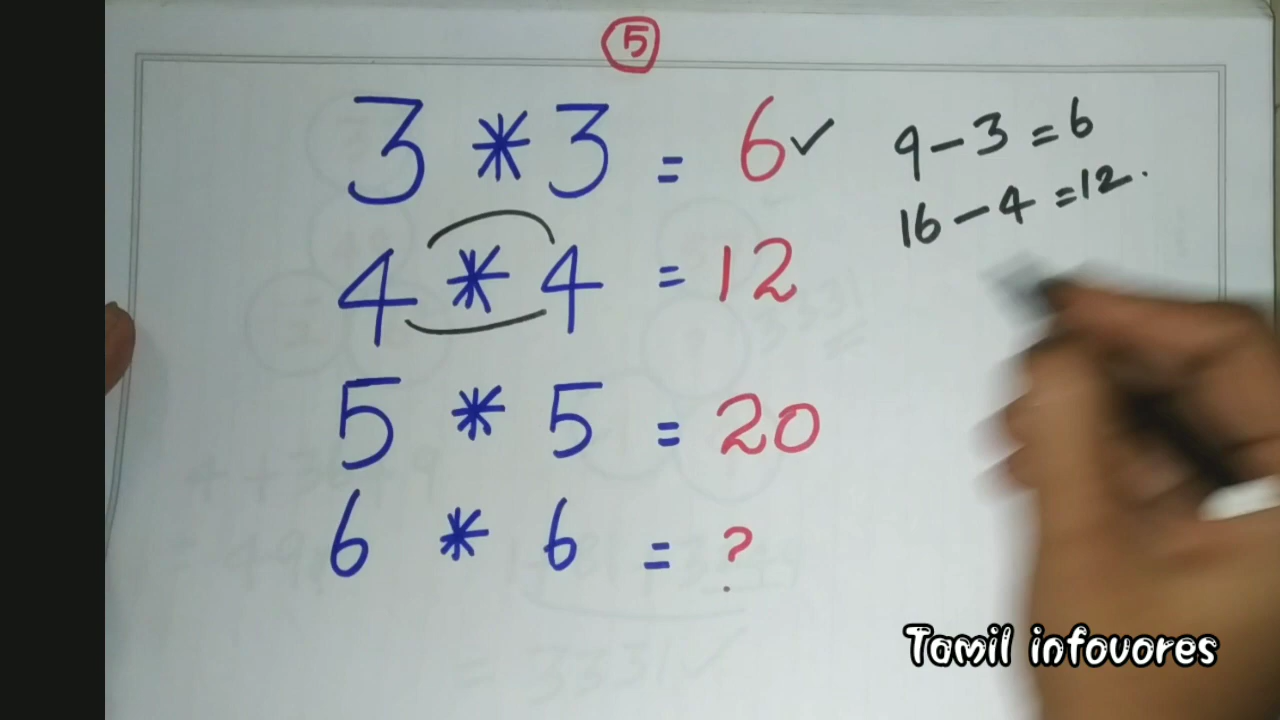 5
3 * 3 = 6 ✓
9 - 3 = 6
16 - 4 = 12.
4 * 4 = 12
5 * 5 = 20
6 * 6 = ?
Tamil infovores